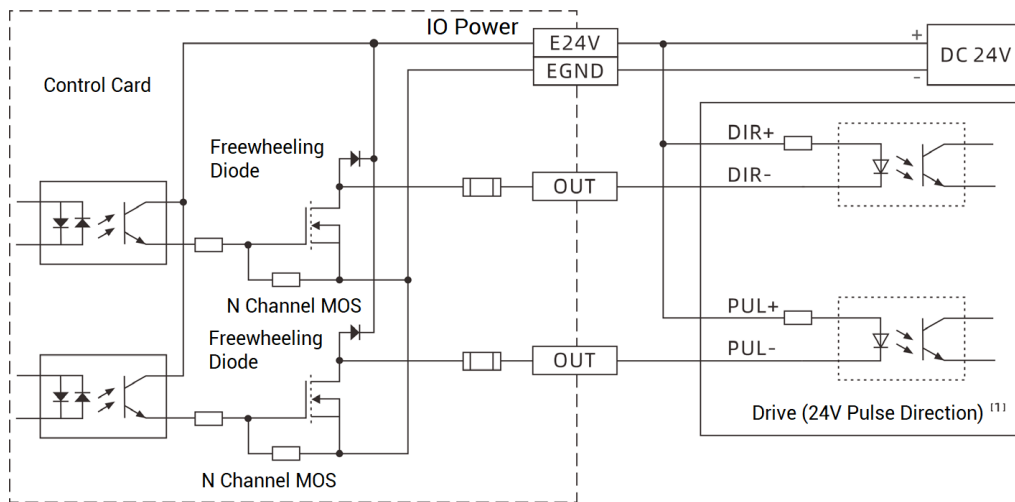 IO Power
E24V
+
DC 24V
EGND
-
Control Card
DIR+
Freewheeling
Diode
OUT
DIR-
N Channel MOS
PUL+
Freewheeling
Diode
OUT
PUL-
Drive (24V Pulse Direction) [1]
N Channel MOS